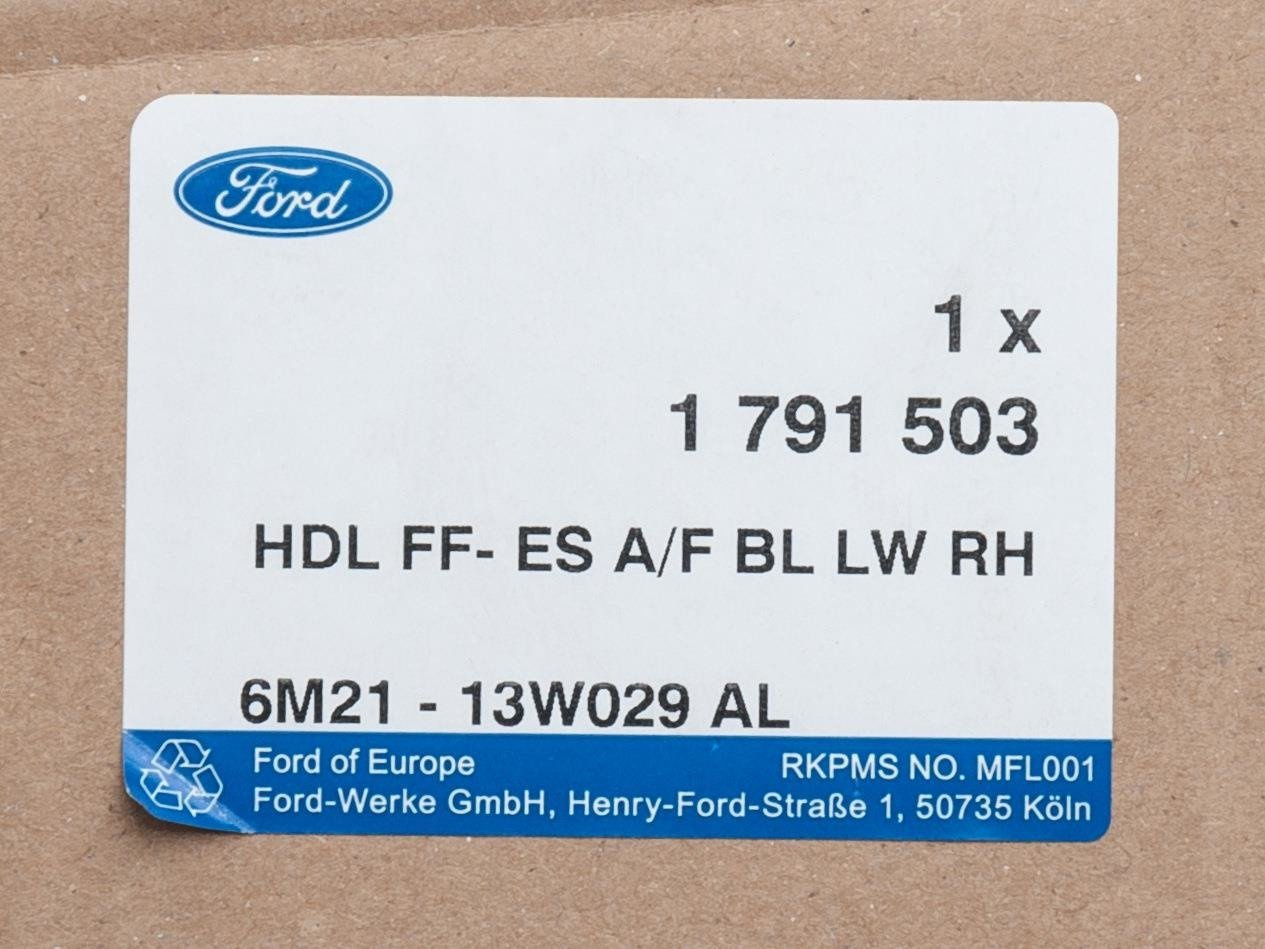 Ford
1 x
1 791 503
HDL FF- ES A/F BL LW RH
6M21 - 13W029 AL
Ford of Europe
RKPMS NO. MFL001
Ford-Werke GmbH, Henry-Ford-Straße 1, 50735 Köln